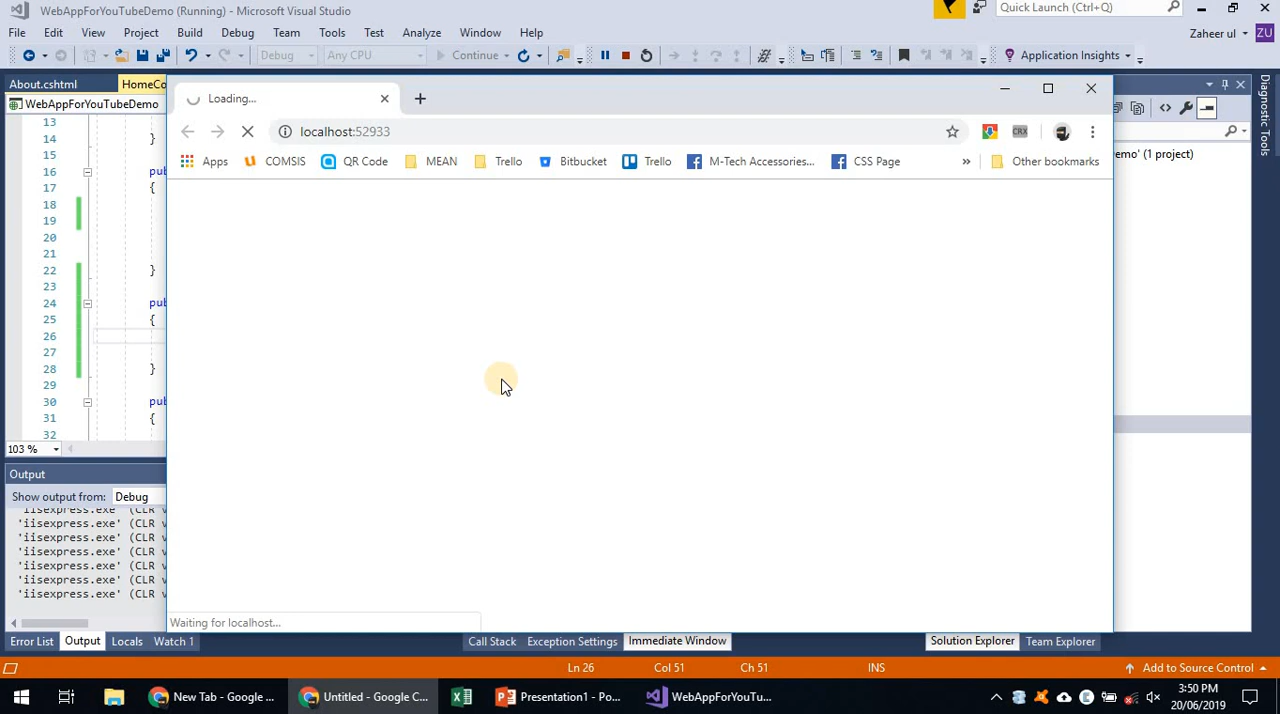 WebAppForYouTubeDemo (Running) - Microsoft Visual Studio
Quick Launch (Ctrl+Q)
File Edit View Project Build Debug Team Tools Test Analyze Window Help
Zaheer ul ZU
Debug Any CPU Continue Application Insights
About.cshtml HomeCo
Loading...
WebAppForYouTubeDemo
localhost:52933
Apps COMSIS QR Code MEAN Trello Bitbucket Trello M-Tech Accessories... CSS Page » Other bookmarks
emo' (1 project)
Diagnostic Tools
13
14 }
15
16 pub
17 {
18
19
20
21
22 }
23
24 pub
25 {
26
27
28 }
29
30 pub
31 {
32
103 %
Output
Show output from: Debug
'iisexpress.exe' (CLR v
'iisexpress.exe' (CLR v
'iisexpress.exe' (CLR v
'iisexpress.exe' (CLR v
'iisexpress.exe' (CLR v
'iisexpress.exe' (CLR v
'iisexpress.exe' (CLR v
Waiting for localhost...
Error List Output Locals Watch 1 Call Stack Exception Settings Immediate Window Solution Explorer Team Explorer
Ln 26 Col 51 Ch 51 INS Add to Source Control
New Tab - Google ... Untitled - Google C... Presentation1 - Po... WebAppForYouTu...
3:50 PM
20/06/2019